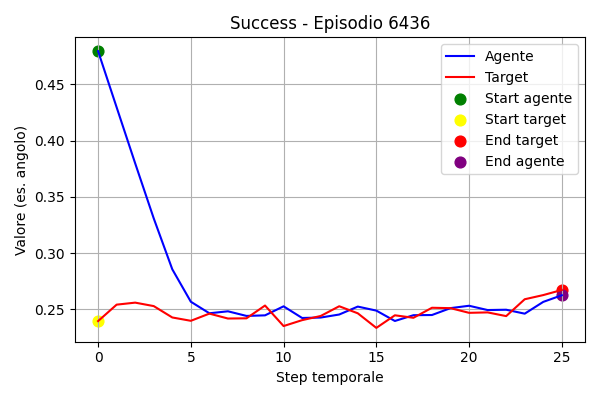 Success - Episodio 6436
Agente
Target
Start agente
Start target
End target
End agente
Valore (es. angolo)
0.45
0.40
0.35
0.30
0.25
0
5
10
15
20
25
Step temporale